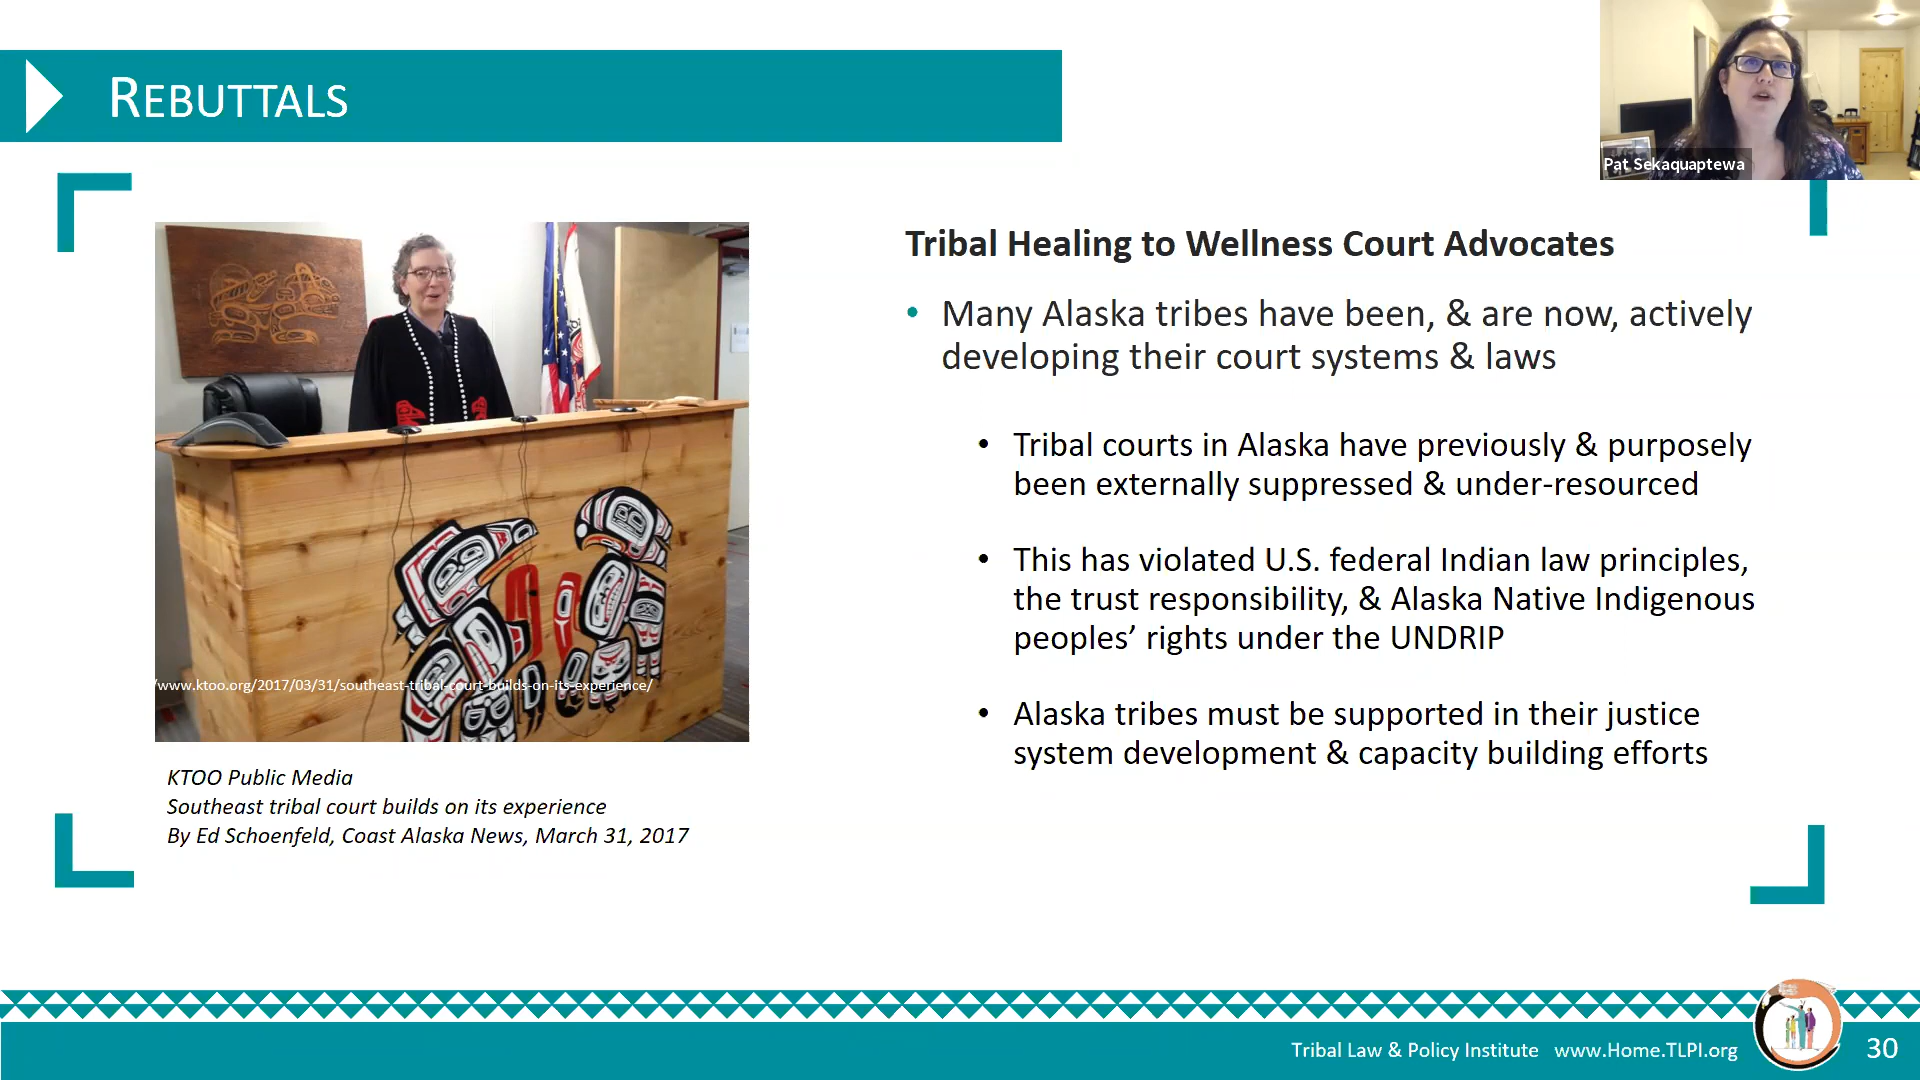 REBUTTALS
Pat Sekaquaptewa
Tribal Healing to Wellness Court Advocates
• Many Alaska tribes have been, & are now, actively
developing their court systems & laws
• Tribal courts in Alaska have previously & purposely
been externally suppressed & under-resourced
• This has violated U.S. federal Indian law principles,
the trust responsibility, & Alaska Native Indigenous
peoples’ rights under the UNDRIP
• Alaska tribes must be supported in their justice
system development & capacity building efforts
/www.ktoo.org/2017/03/31/southeast-tribal-court-builds-on-its-experience/
KTOO Public Media
Southeast tribal court builds on its experience
By Ed Schoenfeld, Coast Alaska News, March 31, 2017
Tribal Law & Policy Institute www.Home.TLPI.org
30